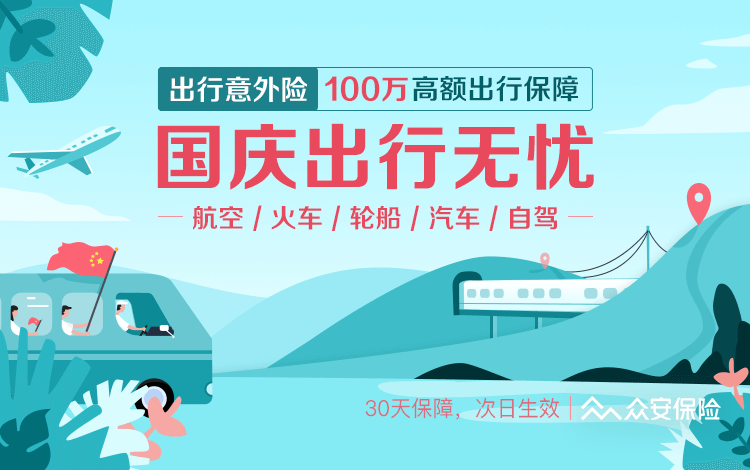 出行意外险 100万高额出行保障
国庆出行无忧
航空 / 火车 / 轮船 / 汽车 / 自驾
30天保障，次日生效 | 众安保险